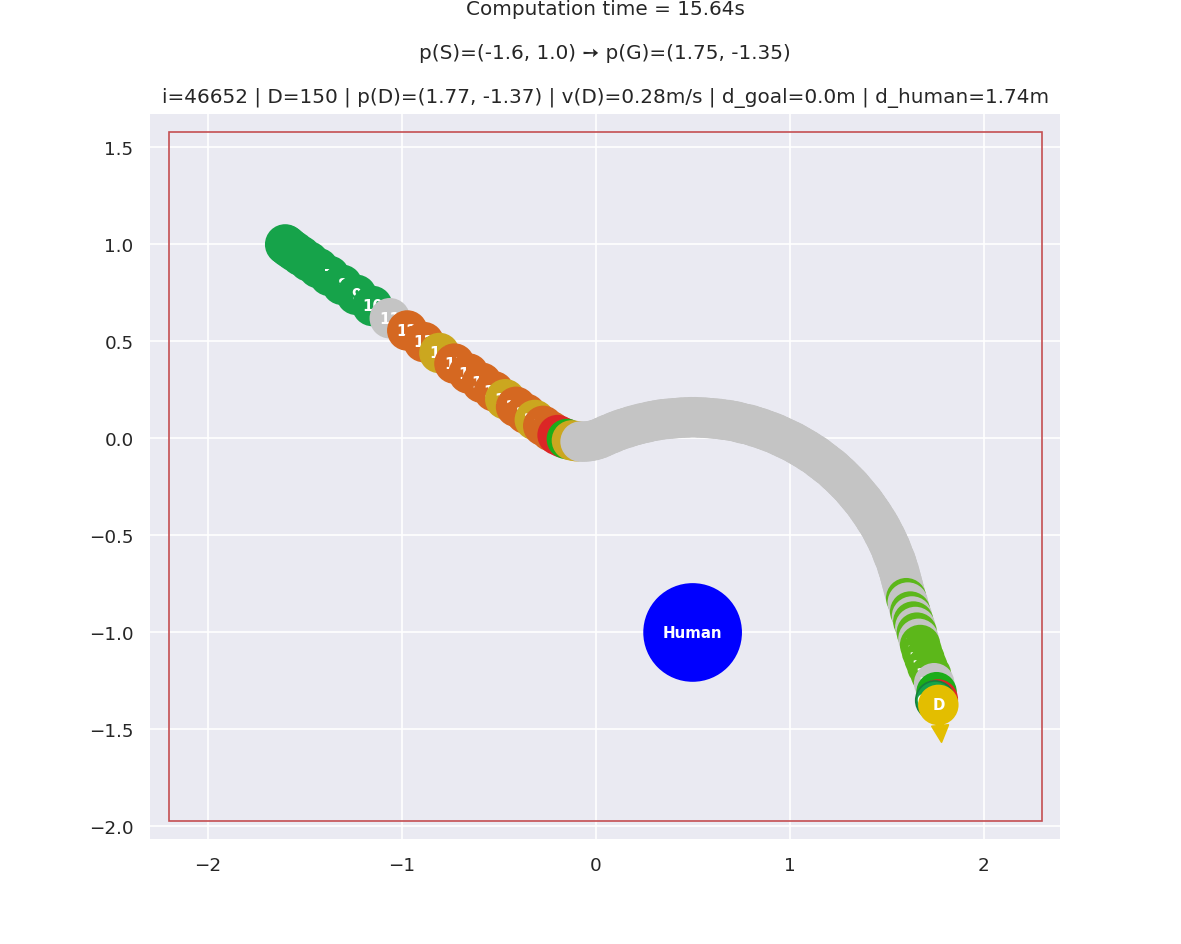 Computation time = 15.64s
p(S)=(-1.6, 1.0) → p(G)=(1.75, -1.35)
i=46652 | D=150 | p(D)=(1.77, -1.37) | v(D)=0.28m/s | d_goal=0.0m | d_human=1.74m
1.5
1.0
0.5
0.0
−0.5
−1.0
−1.5
−2.0
Human
D
−2
−1
0
1
2